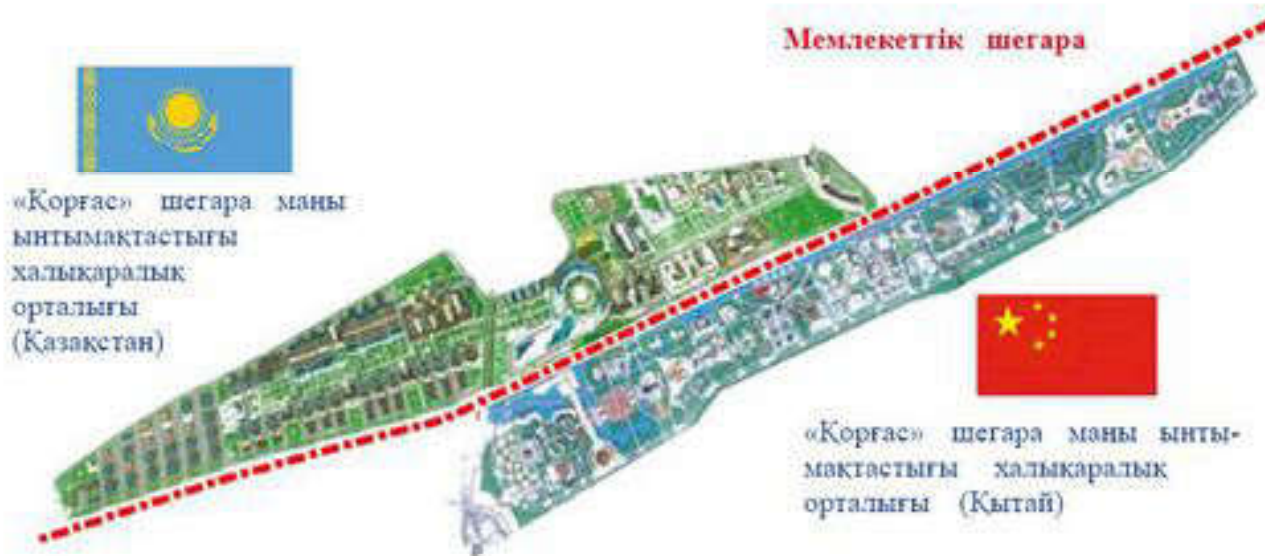 Мемлекеттік шегара
«Қорғас» шегара маңы
ынтымақтастығы
халықаралық
орталығы
(Қазақстан)
«Қорғас» шегара маңы ынты-
мақтастығы халықаралық
орталығы (Қытай)